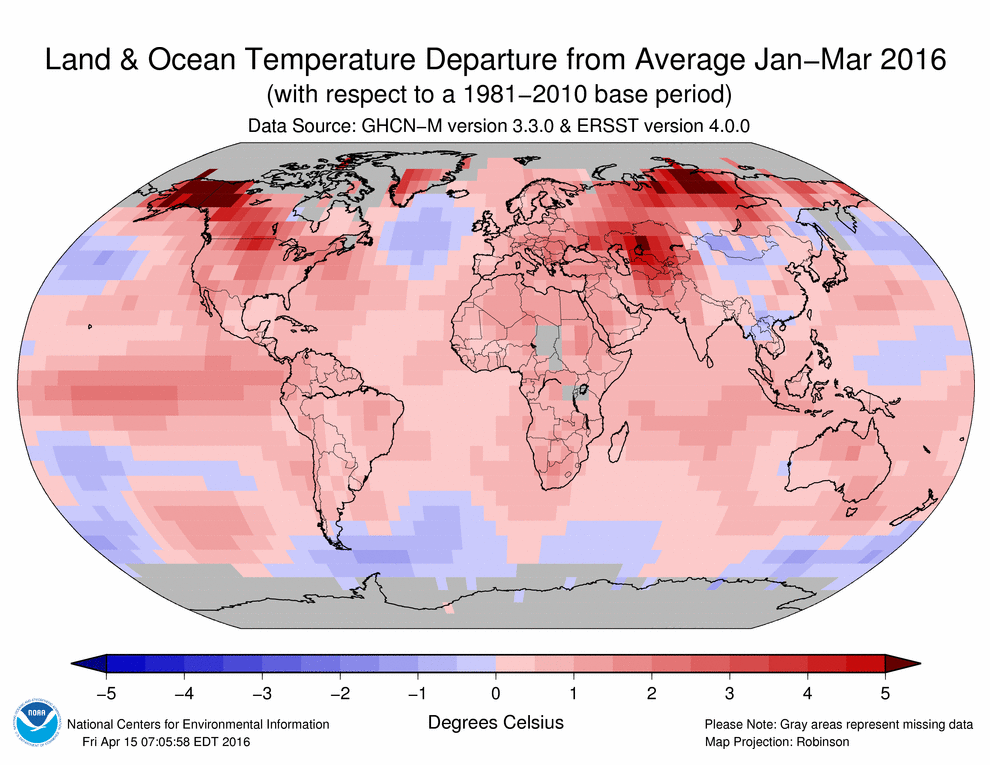 Land & Ocean Temperature Departure from Average Jan−Mar 2016
(with respect to a 1981−2010 base period)
Data Source: GHCN−M version 3.3.0 & ERSST version 4.0.0
−5 −4 −3 −2 −1 0 1 2 3 4 5
Degrees Celsius
NOAA
National Centers for Environmental Information
Fri Apr 15 07:05:58 EDT 2016
Please Note: Gray areas represent missing data
Map Projection: Robinson